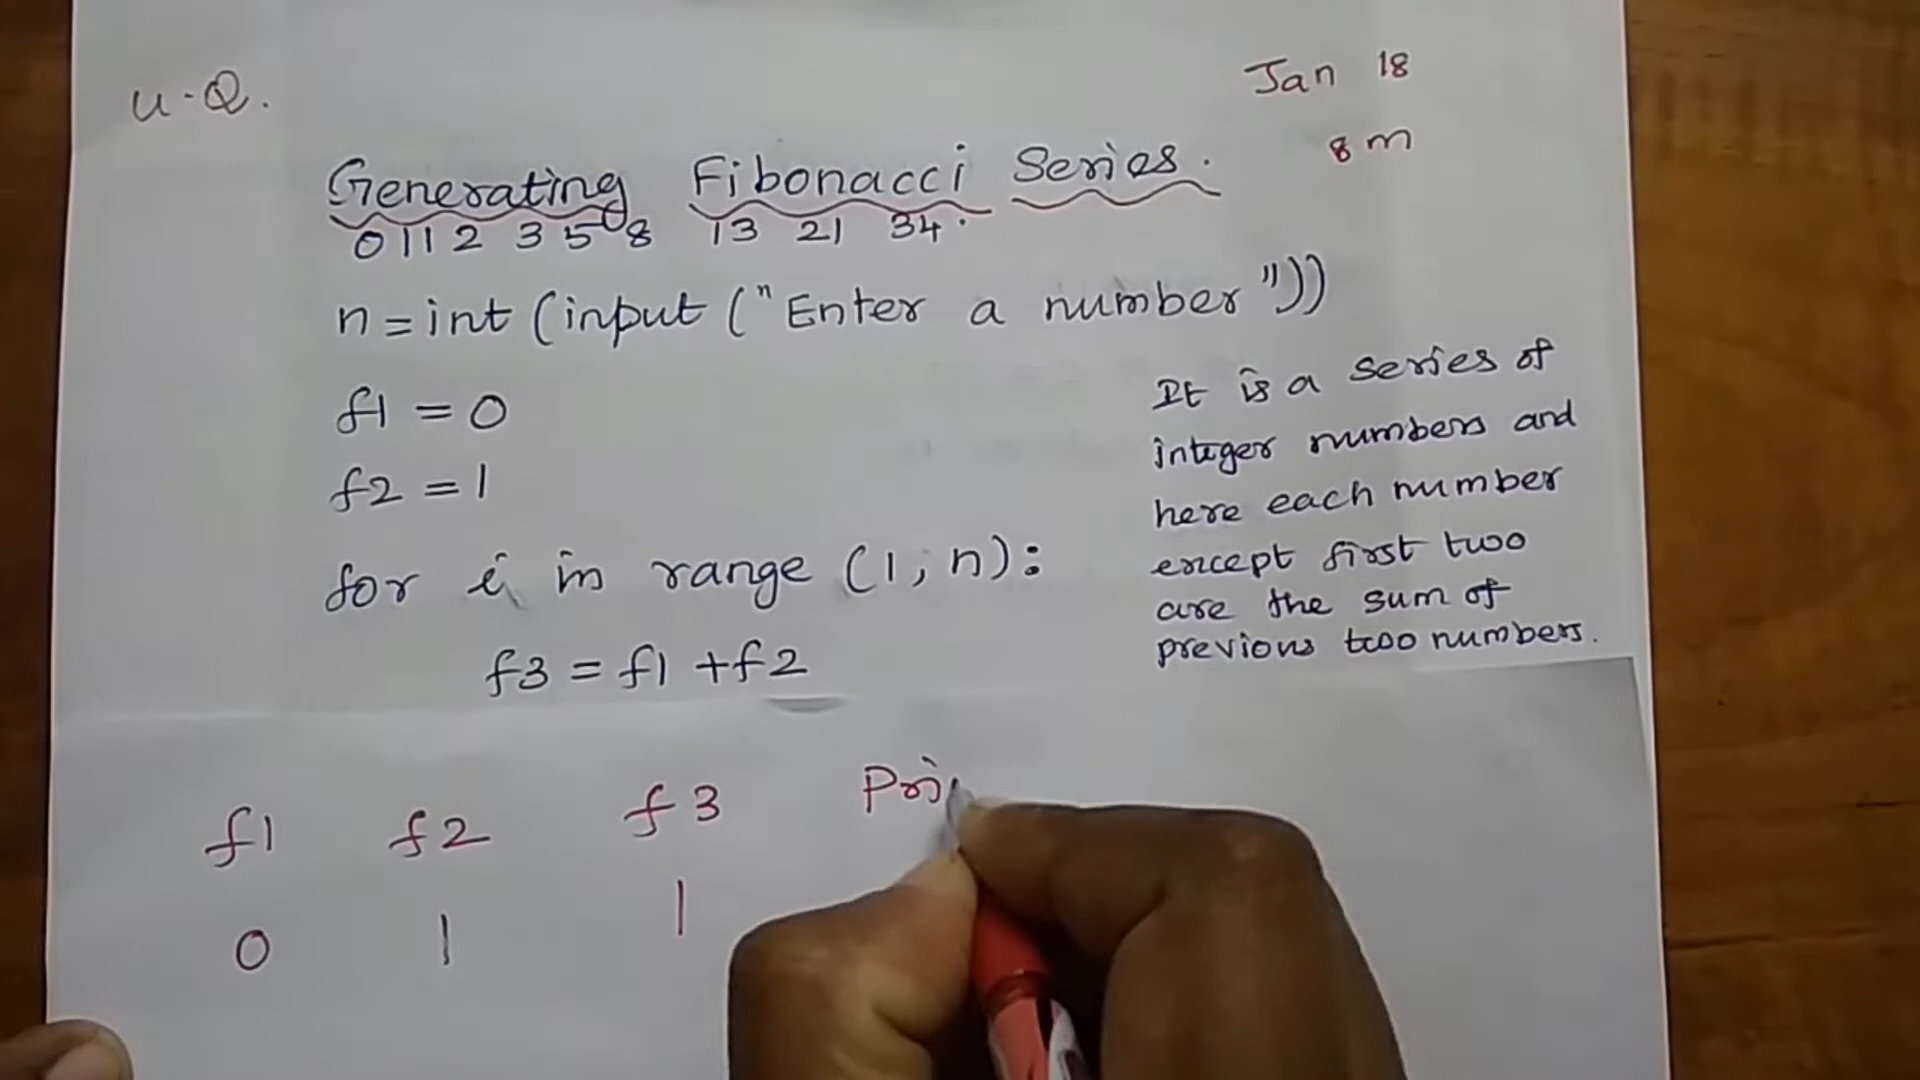 U.Q.
Jan 18
8 m
Generating Fibonacci Series.
0 1 1 2 3 5 8 13 21 34.
n = int (input ("Enter a number"))
f1 = 0
f2 = 1
for i in range (1, n):
f3 = f1 + f2
It is a series of
integer numbers and
here each number
except first two
are the sum of
previous two numbers.
f1 f2 f3 Pri
0 1 1